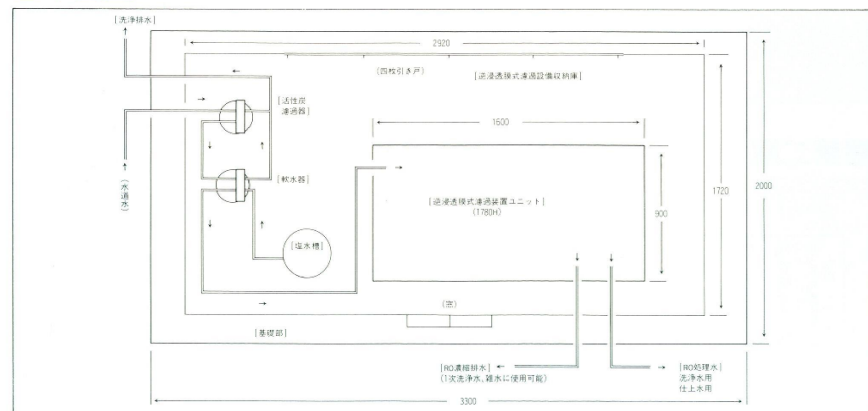 [洗浄排水]
2920
(四枚引き戸)
[逆浸透膜式濾過設備収納庫]
[活性炭
濾過器]
1600
(水道水)
[軟水器]
[逆浸透膜式濾過装置ユニット]
(1780H)
900
1720
2000
[塩水槽]
(窓)
[基礎部]
[RO濃縮排水]
(1次洗浄水、雑水に使用可能)
[RO処理水]
洗浄水用
仕上水用
3300